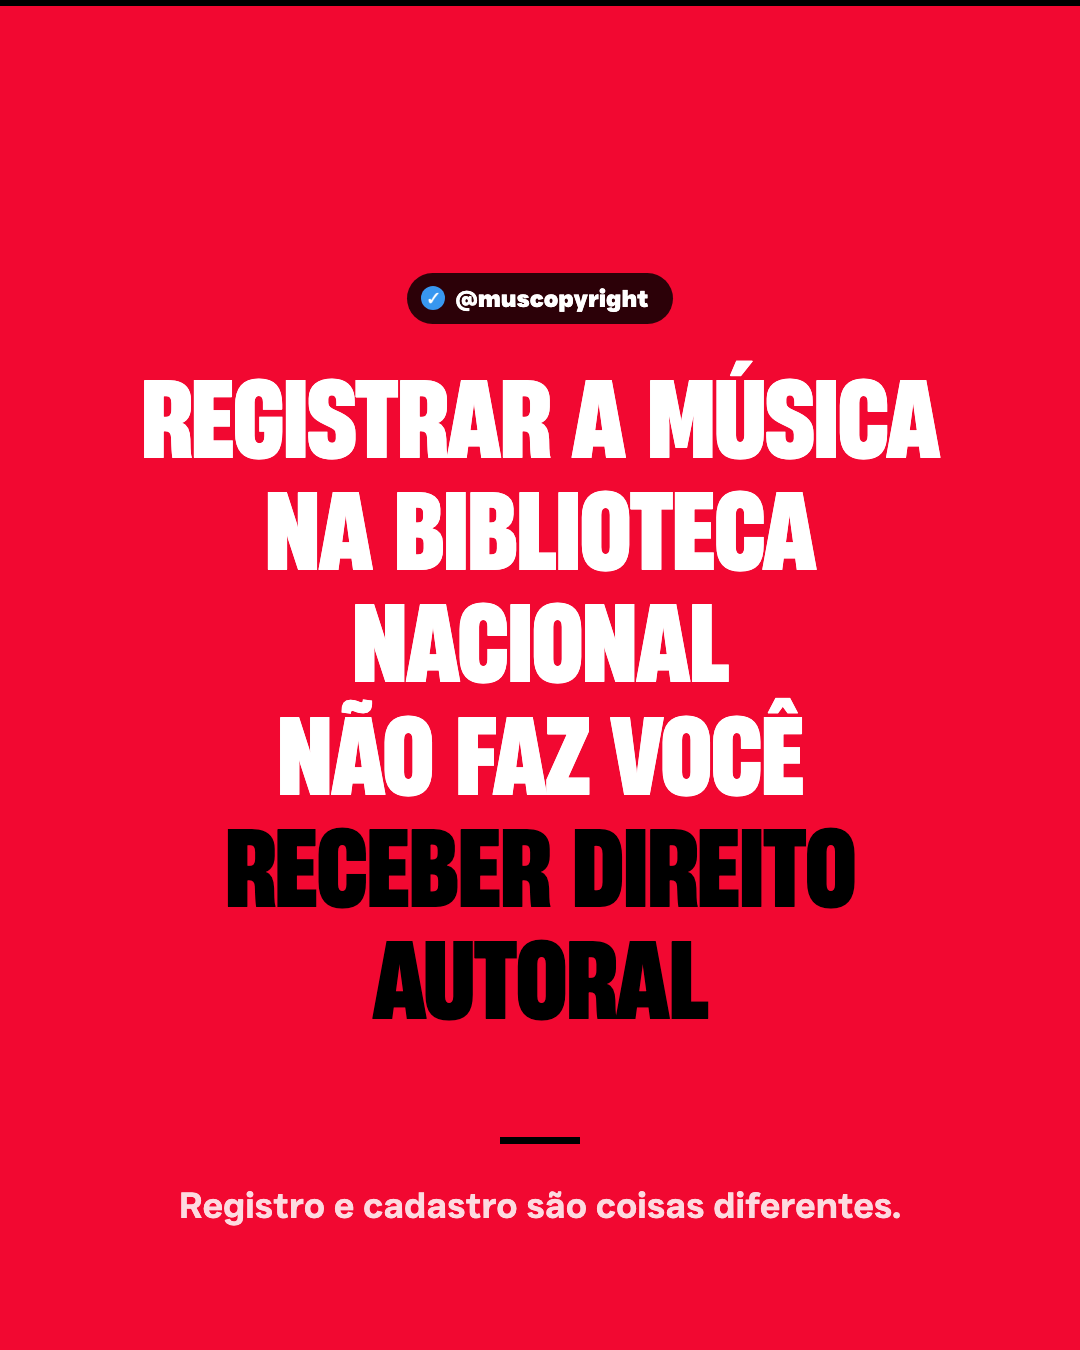 @muscopyright
REGISTRAR A MÚSICA
NA BIBLIOTECA
NACIONAL
NÃO FAZ VOCÊ
RECEBER DIREITO
AUTORAL
Registro e cadastro são coisas diferentes.